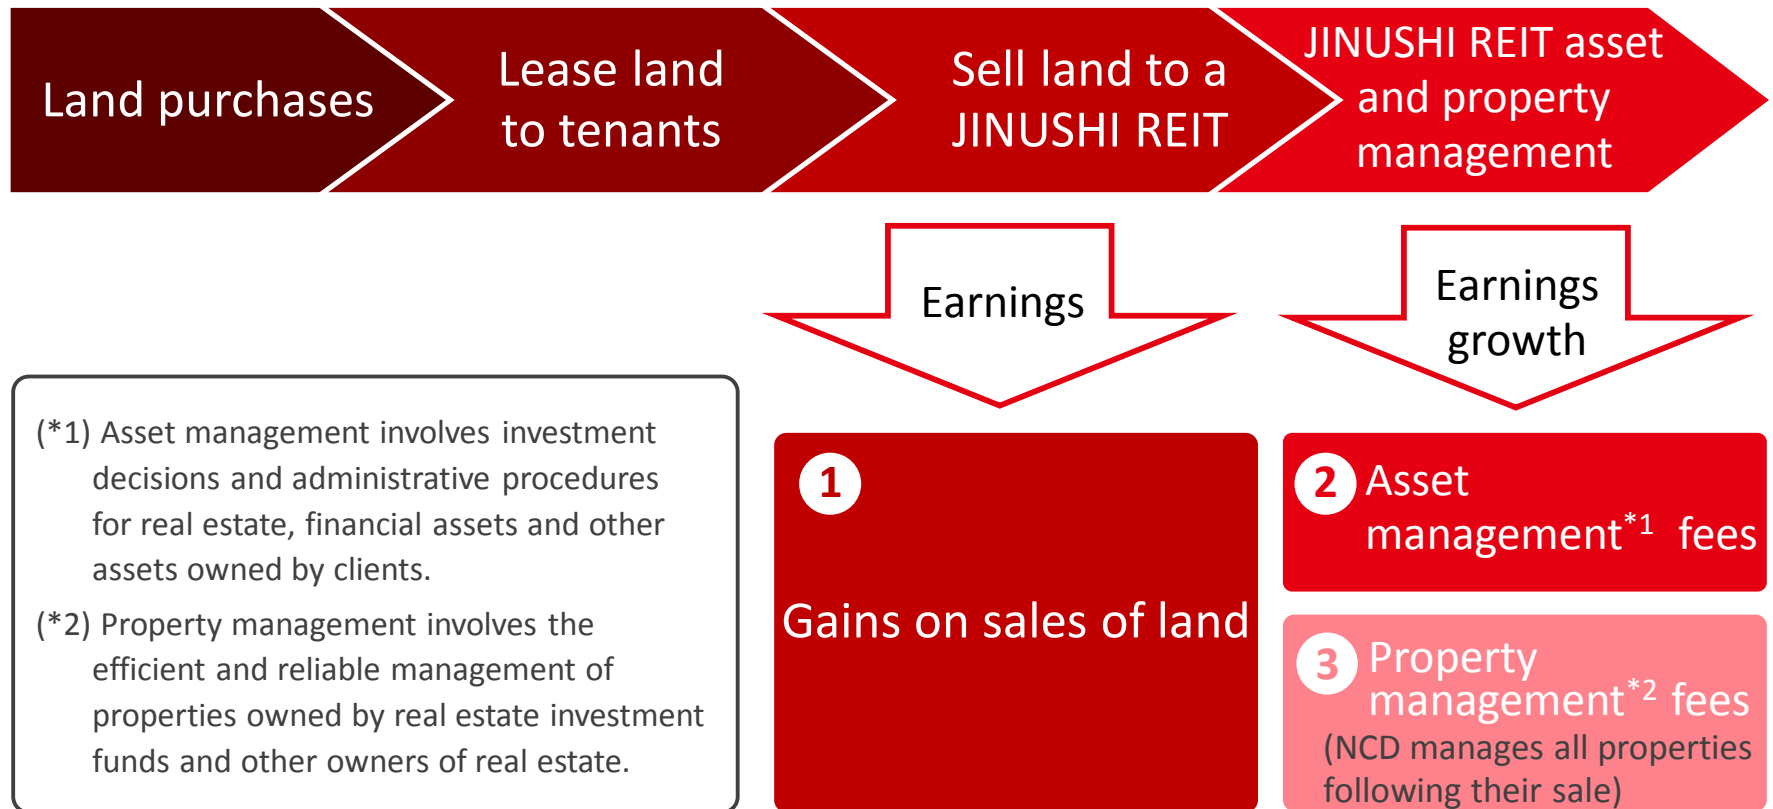 Land purchases
Lease land
to tenants
Sell land to a
JINUSHI REIT
JINUSHI REIT asset
and property
management
Earnings
Earnings
growth
(*1) Asset management involves investment
decisions and administrative procedures
for real estate, financial assets and other
assets owned by clients.
(*2) Property management involves the
efficient and reliable management of
properties owned by real estate investment
funds and other owners of real estate.
1
Gains on sales of land
2 Asset
management*1 fees
3 Property
management*2 fees
(NCD manages all properties
following their sale)